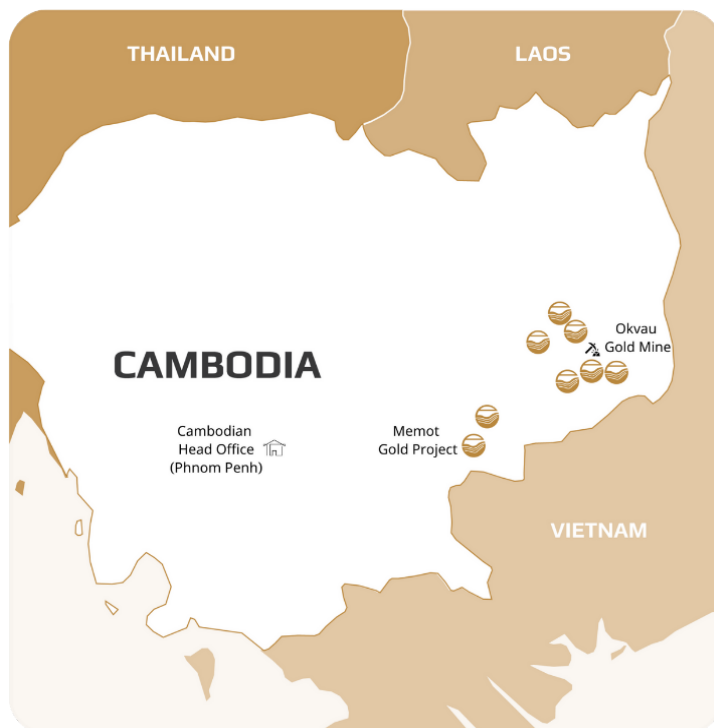 THAILAND
LAOS
Okvau
Gold Mine
CAMBODIA
Cambodian
Head Office
(Phnom Penh)
Memot
Gold Project
VIETNAM